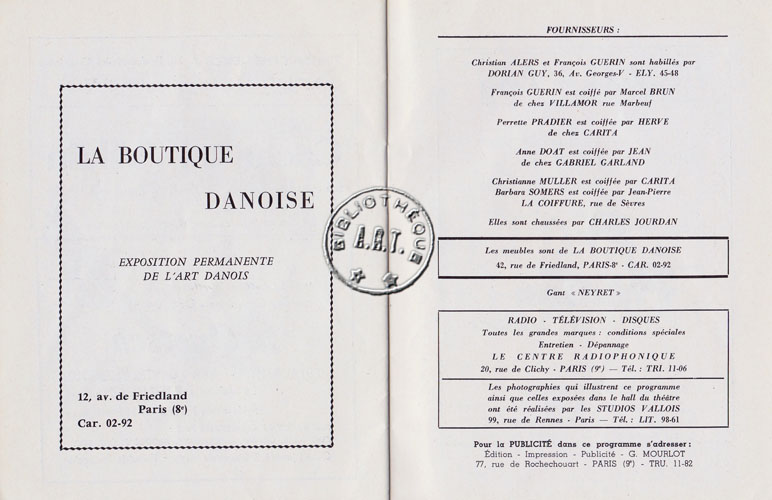 LA BOUTIQUE
DANOISE
EXPOSITION PERMANENTE
DE L'ART DANOIS
12, av. de Friedland
Paris (8e)
Car. 02-92
BIBLIOTHÈQUE
A.R.T.
FOURNISSEURS :
Christian ALERS et François GUERIN sont habillés par
DORIAN GUY, 36, Av. Georges-V - ELY. 45-48
François GUERIN est coiffé par Marcel BRUN
de chez VILLAMOR rue Marbeuf
Perrette PRADIER est coiffée par HERVE
de chez CARITA
Anne DOAT est coiffée par JEAN
de chez GABRIEL GARLAND
Christianne MULLER est coiffée par CARITA
Barbara SOMERS est coiffée par Jean-Pierre
LA COIFFURE, rue de Sèvres
Elles sont chaussées par CHARLES JOURDAN
Les meubles sont de LA BOUTIQUE DANOISE
42, rue de Friedland, PARIS-8e - CAR. 02-92
Gant « NEYRET »
RADIO - TÉLÉVISION - DISQUES
Toutes les grandes marques : conditions spéciales
Entretien - Dépannage
LE CENTRE RADIOPHONIQUE
20, rue de Clichy - PARIS (9e) — Tél. : TRI. 11-06
Les photographies qui illustrent ce programme
ainsi que celles exposées dans le hall du théâtre
ont été réalisées par les STUDIOS VALLOIS
99, rue de Rennes - Paris — Tél. : LIT. 98-61
Pour la PUBLICITÉ dans ce programme s'adresser :
Édition - Impression - Publicité - G. MOURLOT
77, rue de Rochechouart - PARIS (9e) - TRU. 11-82